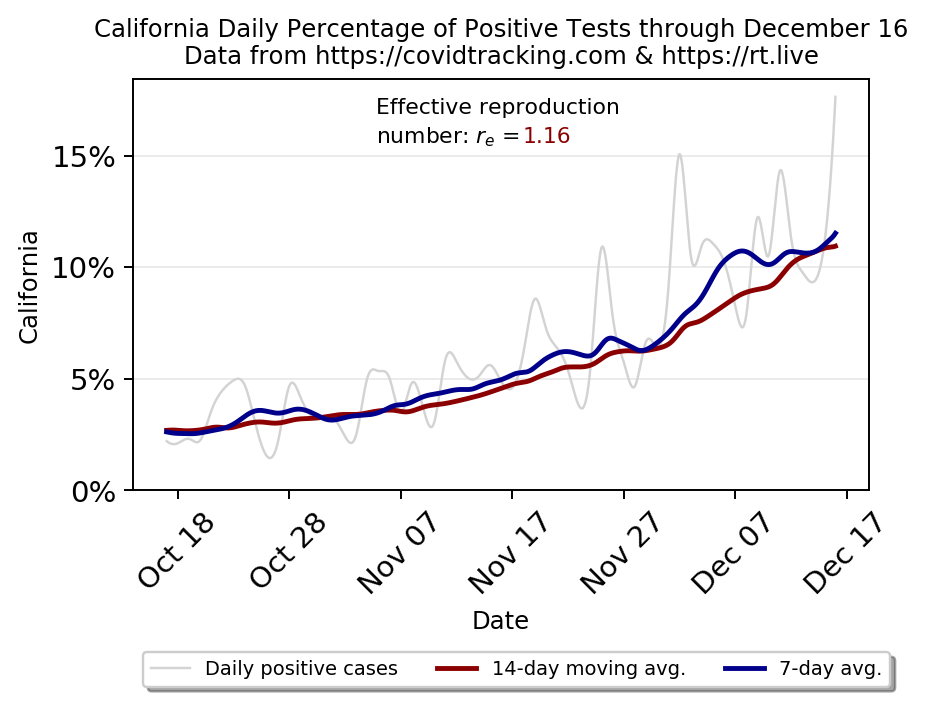 California Daily Percentage of Positive Tests through December 16
Data from https://covidtracking.com & https://rt.live
Effective reproduction
number: rₑ =1.16
15%
10%
5%
0%
California
Oct 18
Oct 28
Nov 07
Nov 17
Nov 27
Dec 07
Dec 17
Date
Daily positive cases
14-day moving avg.
7-day avg.